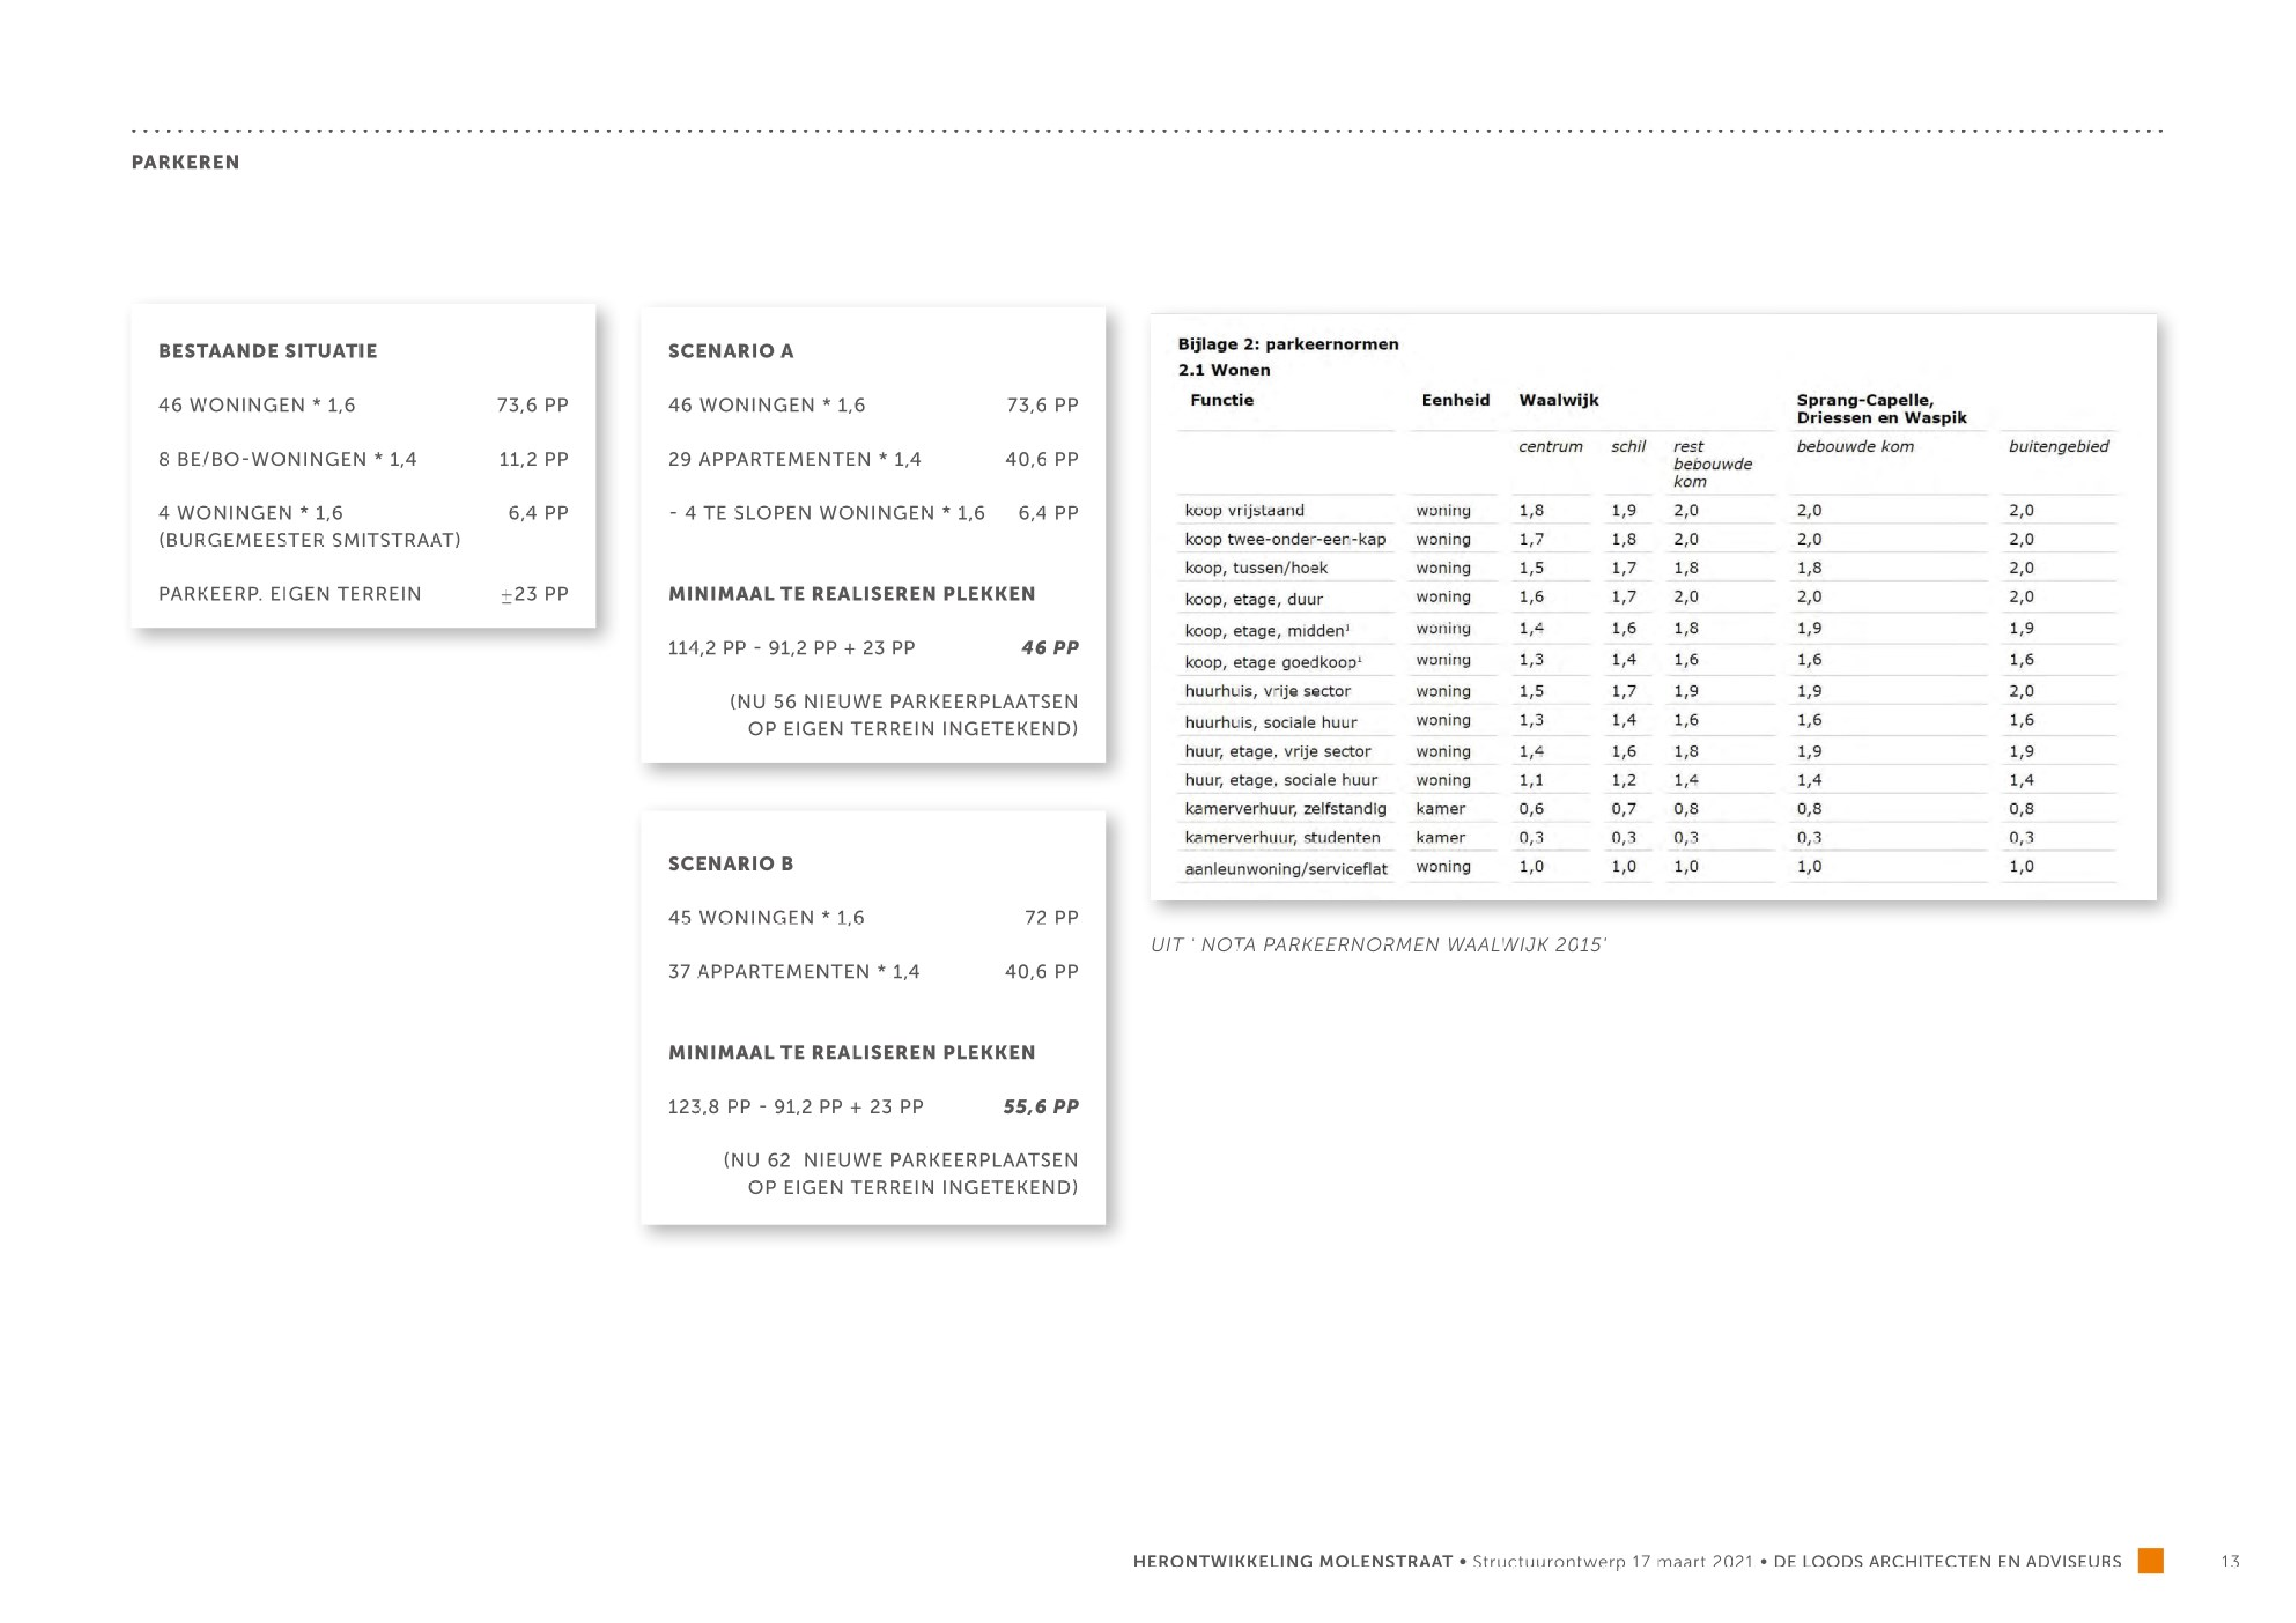 PARKEREN
BESTAANDE SITUATIE
46 WONINGEN * 1,6 73,6 PP
8 BE/BO-WONINGEN * 1,4 11,2 PP
4 WONINGEN * 1,6 6,4 PP
(BURGEMEESTER SMITSTRAAT)
PARKEERP. EIGEN TERREIN ±23 PP
SCENARIO A
46 WONINGEN * 1,6 73,6 PP
29 APPARTEMENTEN * 1,4 40,6 PP
- 4 TE SLOPEN WONINGEN * 1,6 6,4 PP
MINIMAAL TE REALISEREN PLEKKEN
114,2 PP - 91,2 PP + 23 PP 46 PP
(NU 56 NIEUWE PARKEERPLAATSEN
OP EIGEN TERREIN INGETEKEND)
SCENARIO B
45 WONINGEN * 1,6 72 PP
37 APPARTEMENTEN * 1,4 40,6 PP
MINIMAAL TE REALISEREN PLEKKEN
123,8 PP - 91,2 PP + 23 PP 55,6 PP
(NU 62 NIEUWE PARKEERPLAATSEN
OP EIGEN TERREIN INGETEKEND)
Bijlage 2: parkeernormen
2.1 Wonen
Functie Eenheid Waalwijk Sprang-Capelle,
Driessen en Waspik
centrum schil rest bebouwde kom buitengebied
bebouwde
kom
koop vrijstaand woning 1,8 1,9 2,0 2,0 2,0
koop twee-onder-een-kap woning 1,7 1,8 2,0 2,0 2,0
koop, tussen/hoek woning 1,5 1,7 1,8 1,8 2,0
koop, etage, duur woning 1,6 1,7 2,0 2,0 2,0
koop, etage, midden¹ woning 1,4 1,6 1,8 1,9 1,9
koop, etage goedkoop¹ woning 1,3 1,4 1,6 1,6 1,6
huurhuis, vrije sector woning 1,5 1,7 1,9 1,9 2,0
huurhuis, sociale huur woning 1,3 1,4 1,6 1,6 1,6
huur, etage, vrije sector woning 1,4 1,6 1,8 1,9 1,9
huur, etage, sociale huur woning 1,1 1,2 1,4 1,4 1,4
kamerverhuur, zelfstandig kamer 0,6 0,7 0,8 0,8 0,8
kamerverhuur, studenten kamer 0,3 0,3 0,3 0,3 0,3
aanleunwoning/serviceflat woning 1,0 1,0 1,0 1,0 1,0
UIT ' NOTA PARKEERNORMEN WAALWIJK 2015'
HERONTWIKKELING MOLENSTRAAT • Structuurontwerp 17 maart 2021 • DE LOODS ARCHITECTEN EN ADVISEURS 13